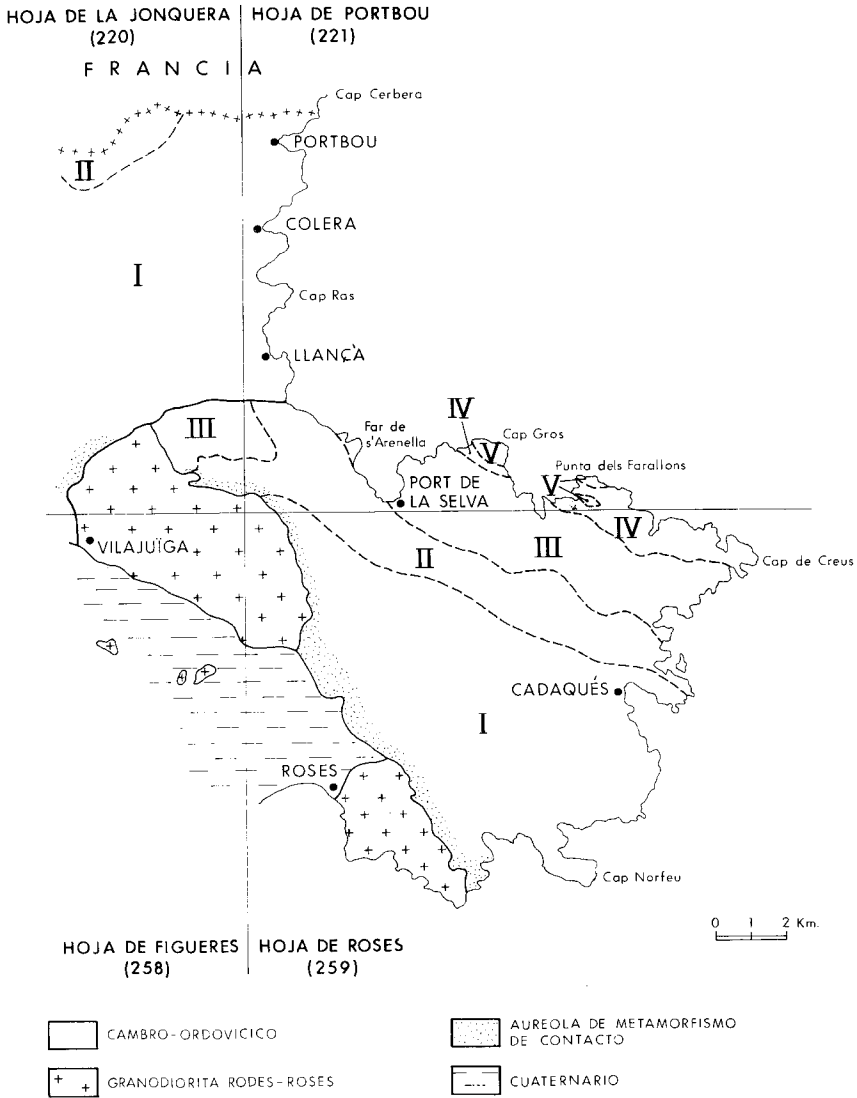 HOJA DE LA JONQUERA
(220)
HOJA DE PORTBOU
(221)
FRANCIA
Cap Cerbera
PORTBOU
II
COLERA
I
Cap Ras
LLANÇÀ
III
IV
Far de
s'Arenella
Cap Gros
V
Punta dels Farallons
PORT DE
LA SELVA
V
IV
VILAJUÏGA
II
III
Cap de Creus
CADAQUÉS
I
ROSES
Cap Norfeu
0 1 2 Km.
HOJA DE FIGUERES
(258)
HOJA DE ROSES
(259)
CAMBRO-ORDOVICICO
AUREOLA DE METAMORFISMO
DE CONTACTO
GRANODIORITA RODES-ROSES
CUATERNARIO